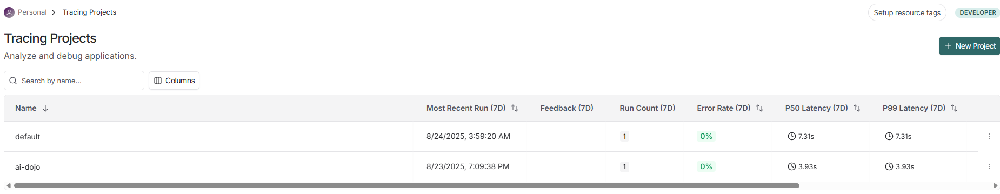 Personal > Tracing Projects
Setup resource tags
DEVELOPER
Tracing Projects
Analyze and debug applications.
+ New Project
Search by name...
Columns
Name Most Recent Run (7D) Feedback (7D) Run Count (7D) Error Rate (7D) P50 Latency (7D) P99 Latency (7D)
default 8/24/2025, 3:59:20 AM 1 0% 7.31s 7.31s
ai-dojo 8/23/2025, 7:09:38 PM 1 0% 3.93s 3.93s